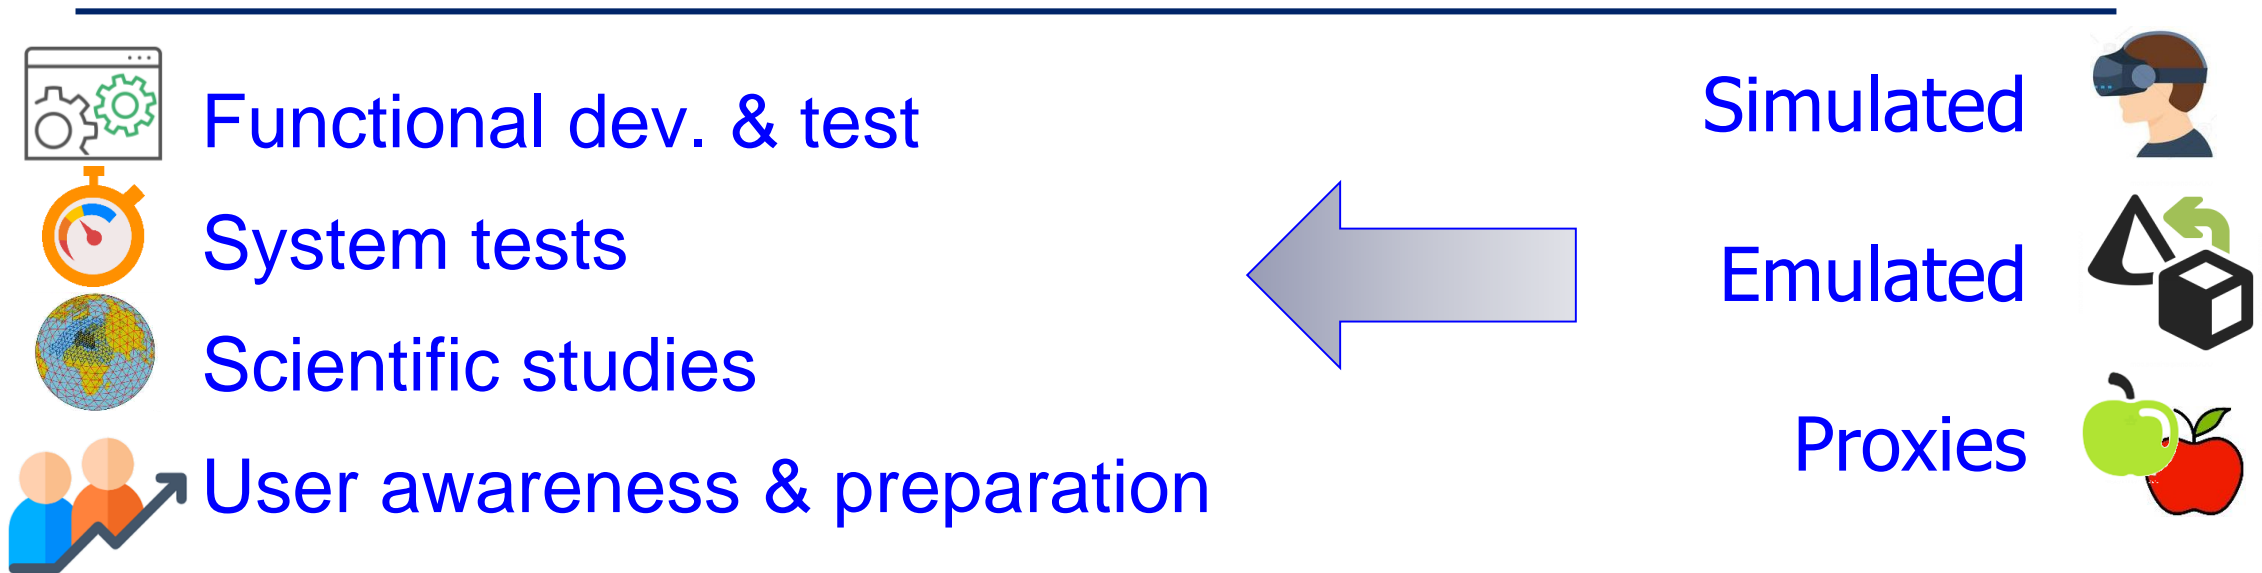 Functional dev. & test
System tests
Scientific studies
User awareness & preparation
Simulated
Emulated
Proxies